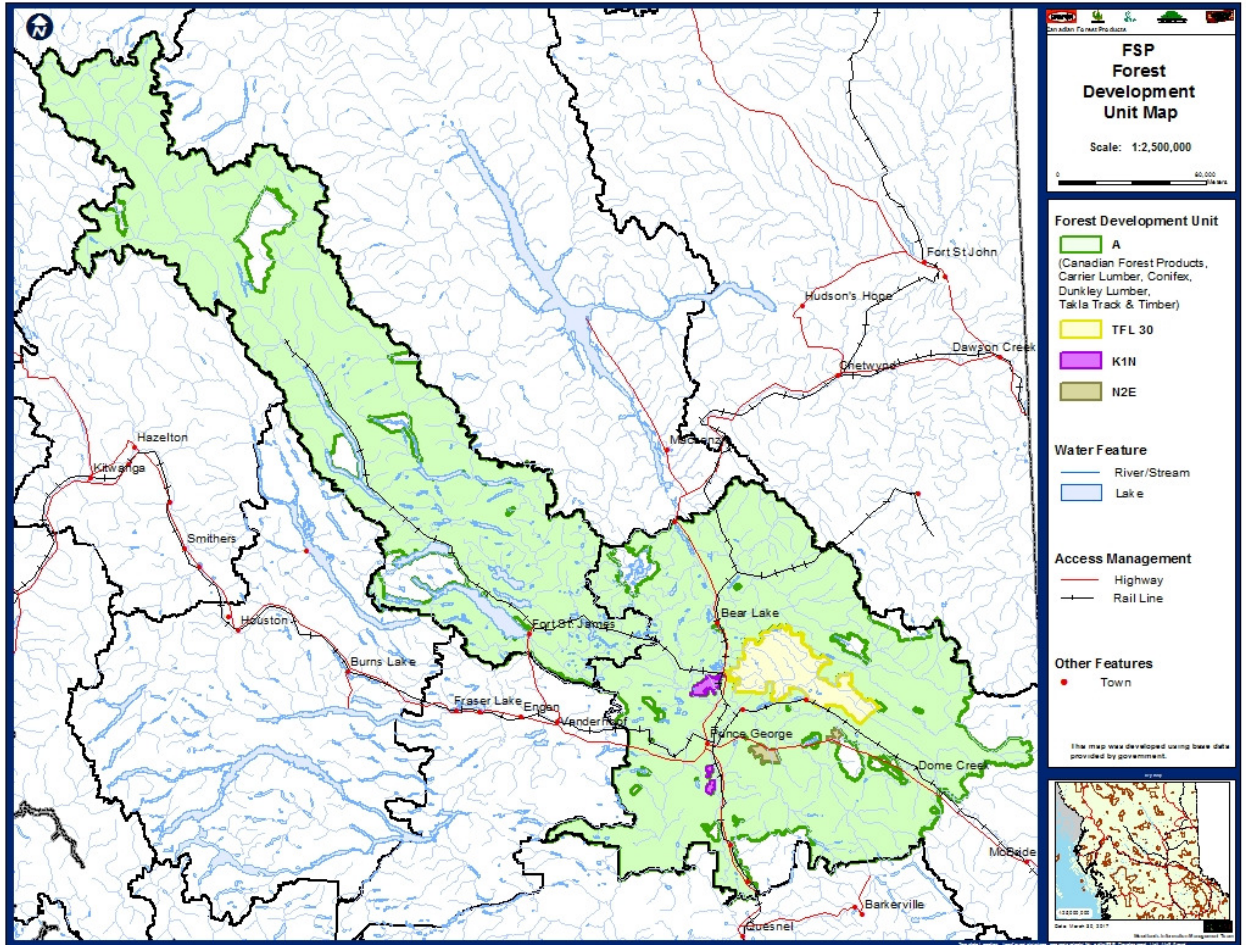 N
Canadian Forest Products
FSP
Forest
Development
Unit Map
Scale: 1:2,500,000
0
Meters
Forest Development Unit
A
(Canadian Forest Products,
Carrier Lumber, Conifex,
Dunkley Lumber,
Takla Track & Timber)
TFL 30
K1N
N2E
Water Feature
River/Stream
Lake
Access Management
Highway
Rail Line
Other Features
Town
This map was developed using base data
provided by government.
Fort St John
Hudson's Hope
Dawson Creek
Chetwynd
Mackenzi
Hazelton
Kitwanga
Smithers
Houston
Burns Lake
Fort St. James
Bear Lake
Fraser Lake
Engen
Vanderhoof
Prince George
Dome Creek
McBride
Barkerville
Quesnel